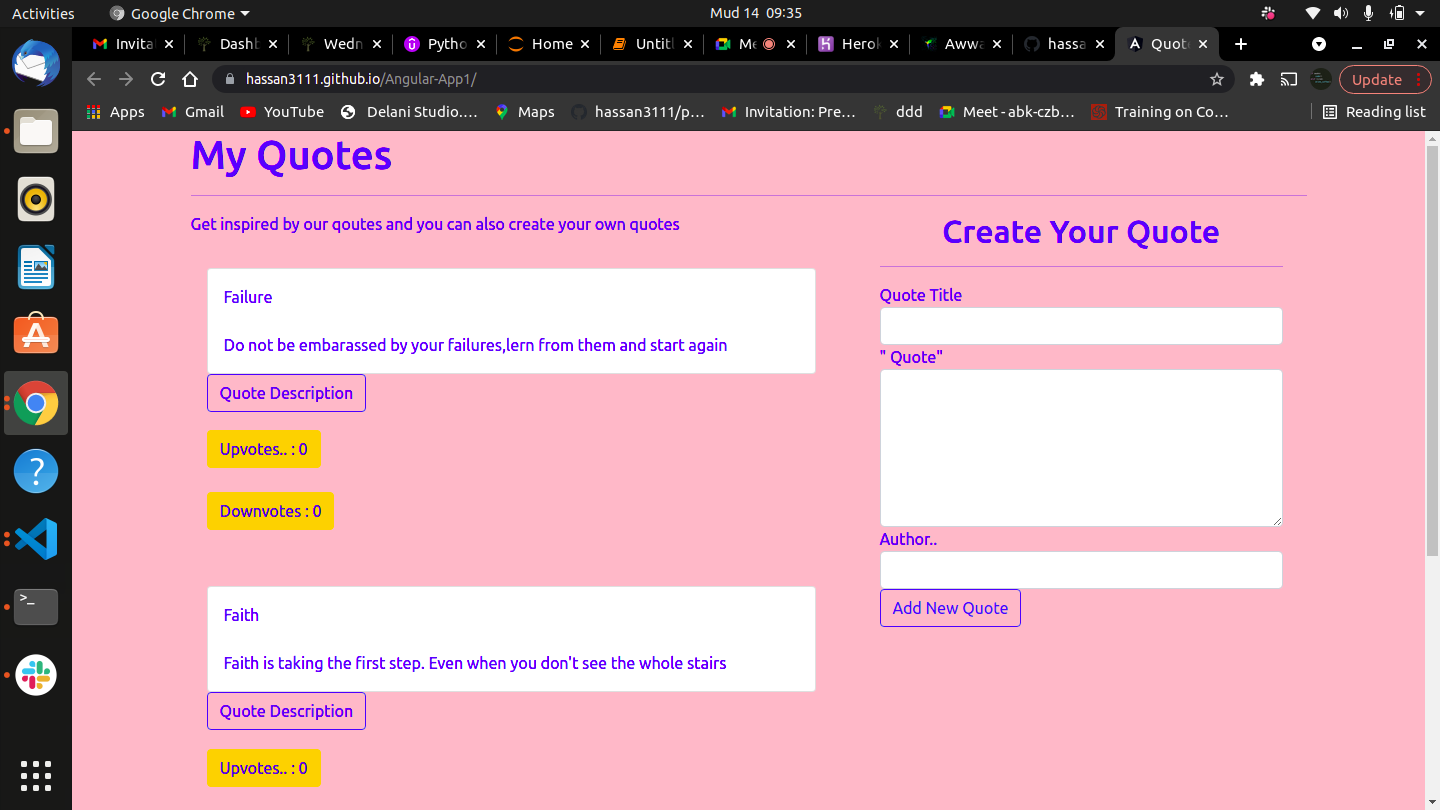 Activities
Google Chrome
Mud 14 09:35
Invita
Dashb
Wedn
Pytho
Home
Untitl
Me
Herok
Awwa
hassa
Quote
hassan3111.github.io/Angular-App1/
Update
Apps
Gmail
YouTube
Delani Studio....
Maps
hassan3111/p...
Invitation: Pre...
ddd
Meet - abk-czb...
Training on Co...
Reading list
My Quotes
Get inspired by our qoutes and you can also create your own quotes
Failure
Do not be embarassed by your failures,lern from them and start again
Quote Description
Upvotes.. : 0
Downvotes : 0
Faith
Faith is taking the first step. Even when you don't see the whole stairs
Quote Description
Upvotes.. : 0
Create Your Quote
Quote Title
" Quote"
Author..
Add New Quote